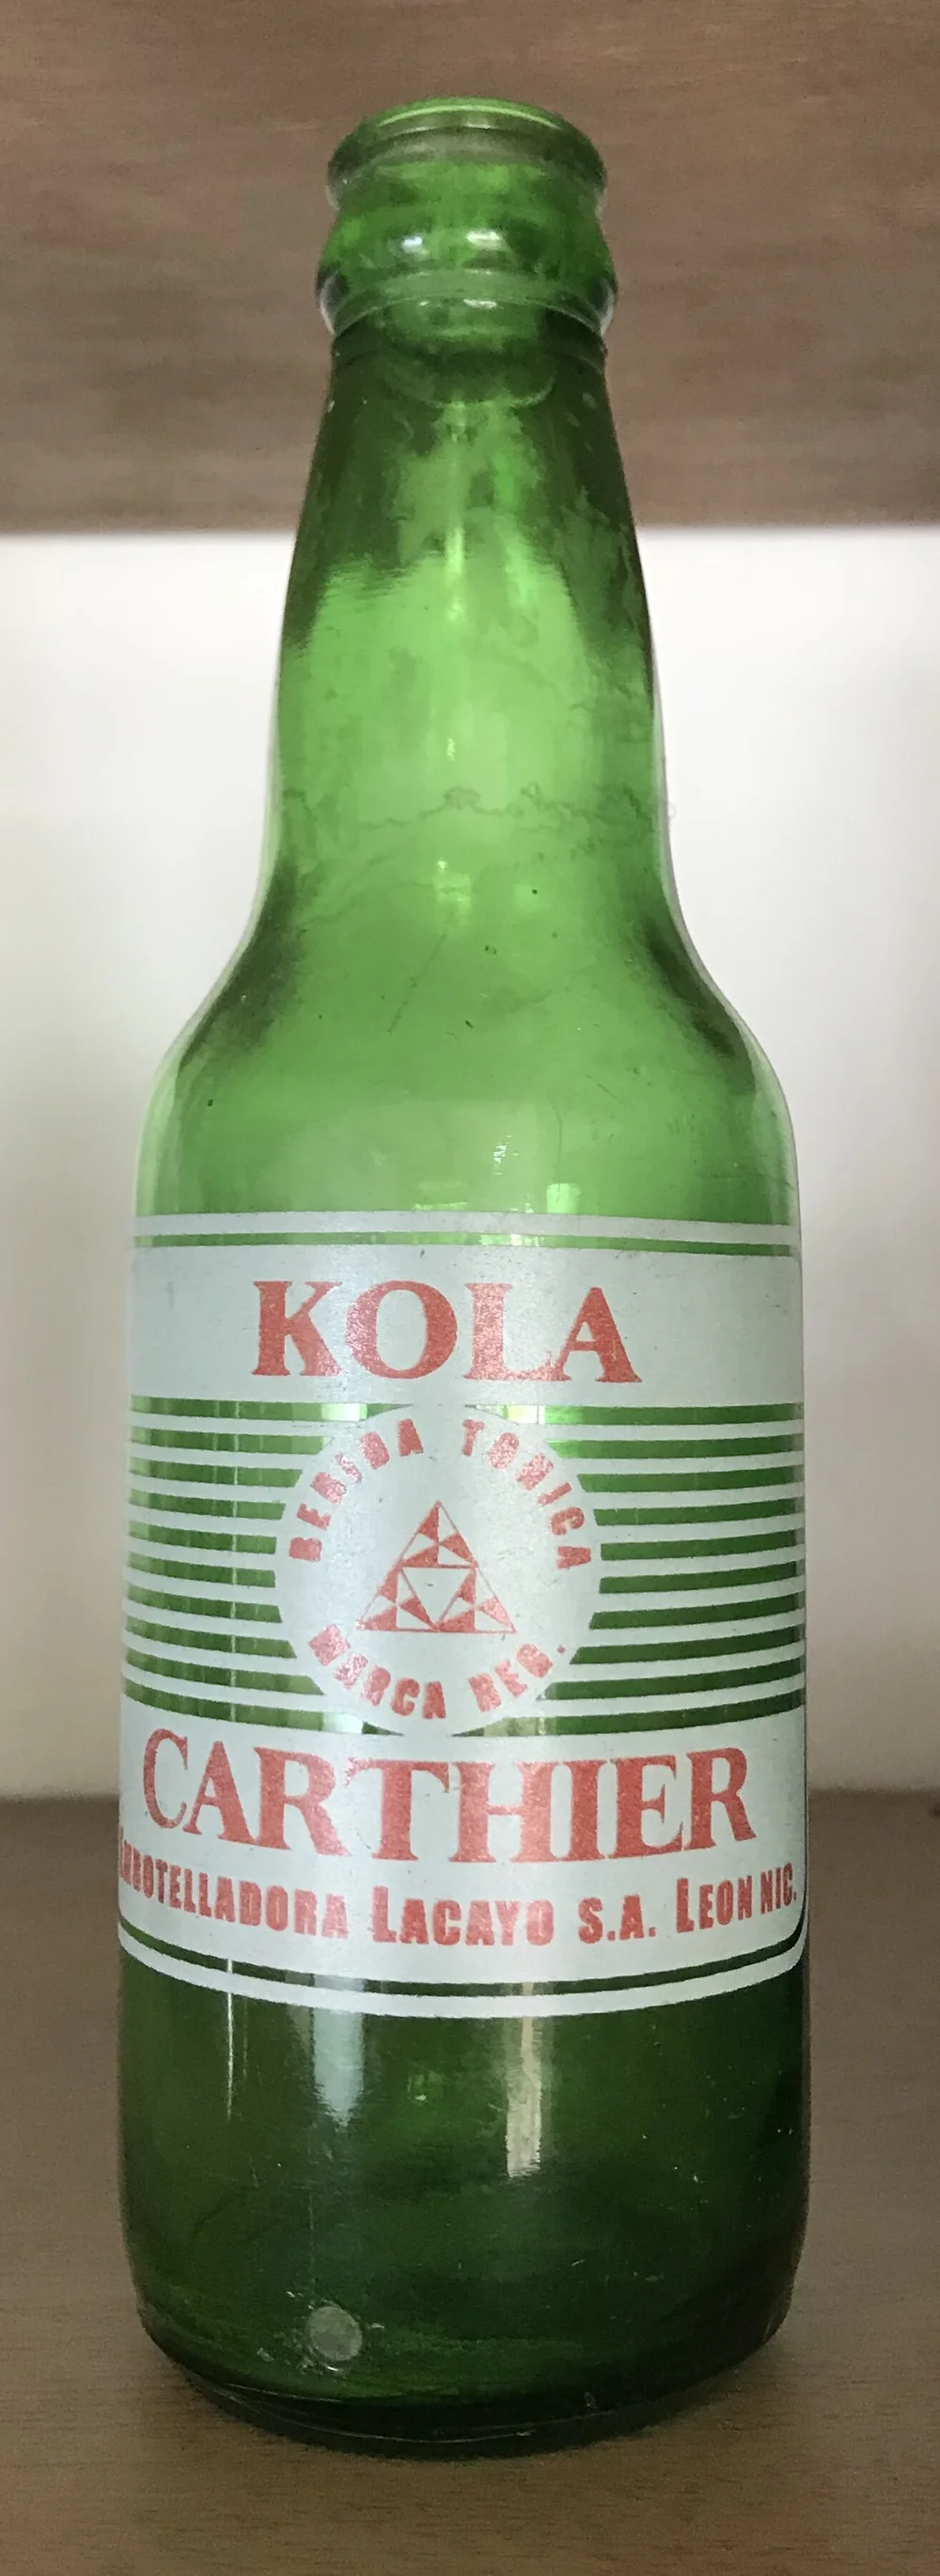 KOLA
BEBIDA TONICA
MARCA REG.
CARTHIER
EMBOTELLADORA LACAYO S.A. LEON NIC.